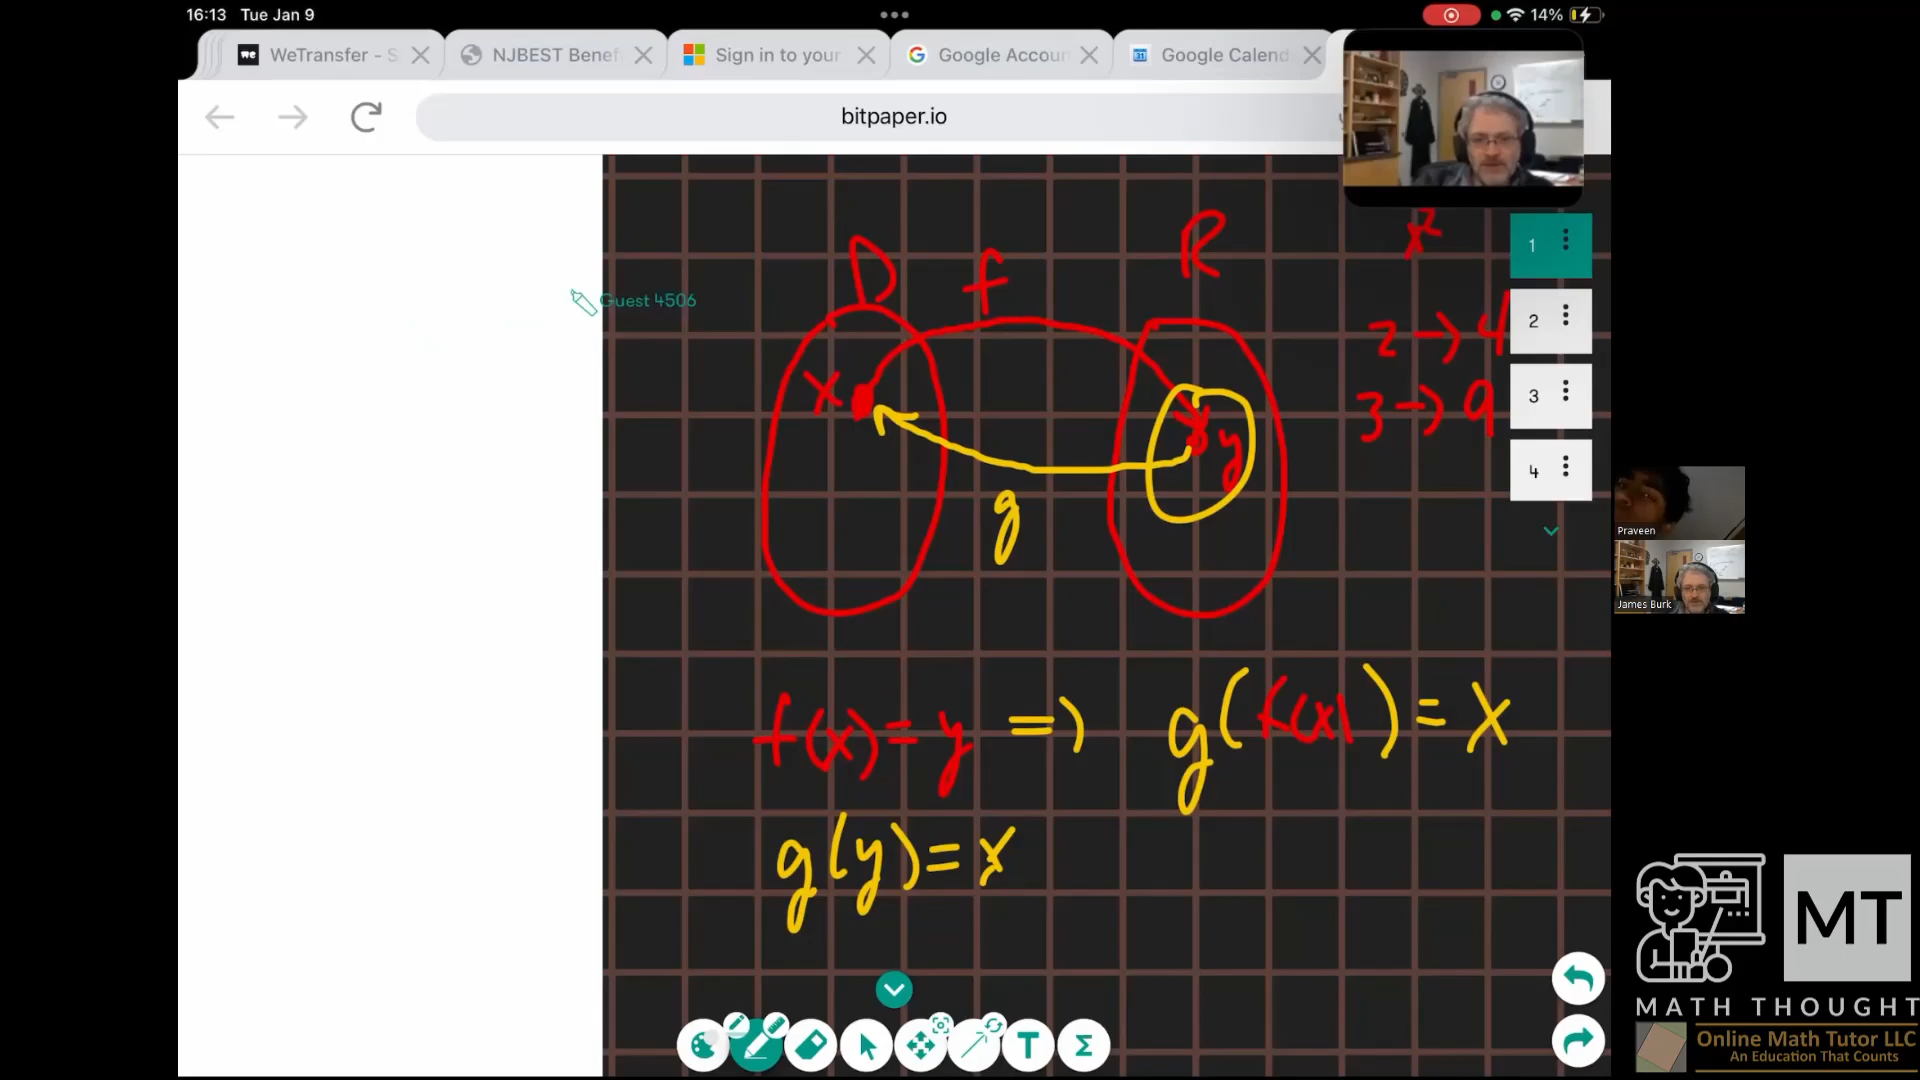 16:13 Tue Jan 9
14%
WeTransfer - S
NJBEST Benef
Sign in to your
Google Accoun
Google Calend
bitpaper.io
Guest 4506
D f R x²
1
2
3
4
2 → 4
3 → 9
x y
g
f(x) = y ⇒ g(f(x)) = x
g(y) = x
Praveen
James Burk
T Σ
MT
MATH THOUGHT
Online Math Tutor LLC
An Education That Counts